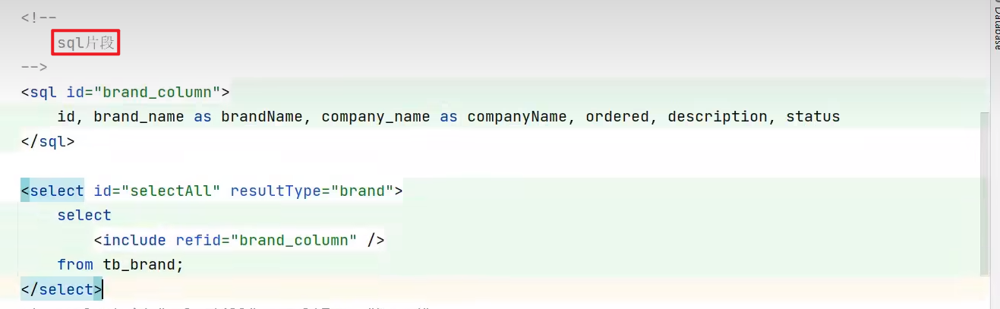 <!--
sql片段
-->
<sql id="brand_column">
id, brand_name as brandName, company_name as companyName, ordered, description, status
</sql>
<select id="selectAll" resultType="brand">
select
<include refid="brand_column" />
from tb_brand;
</select>
Database